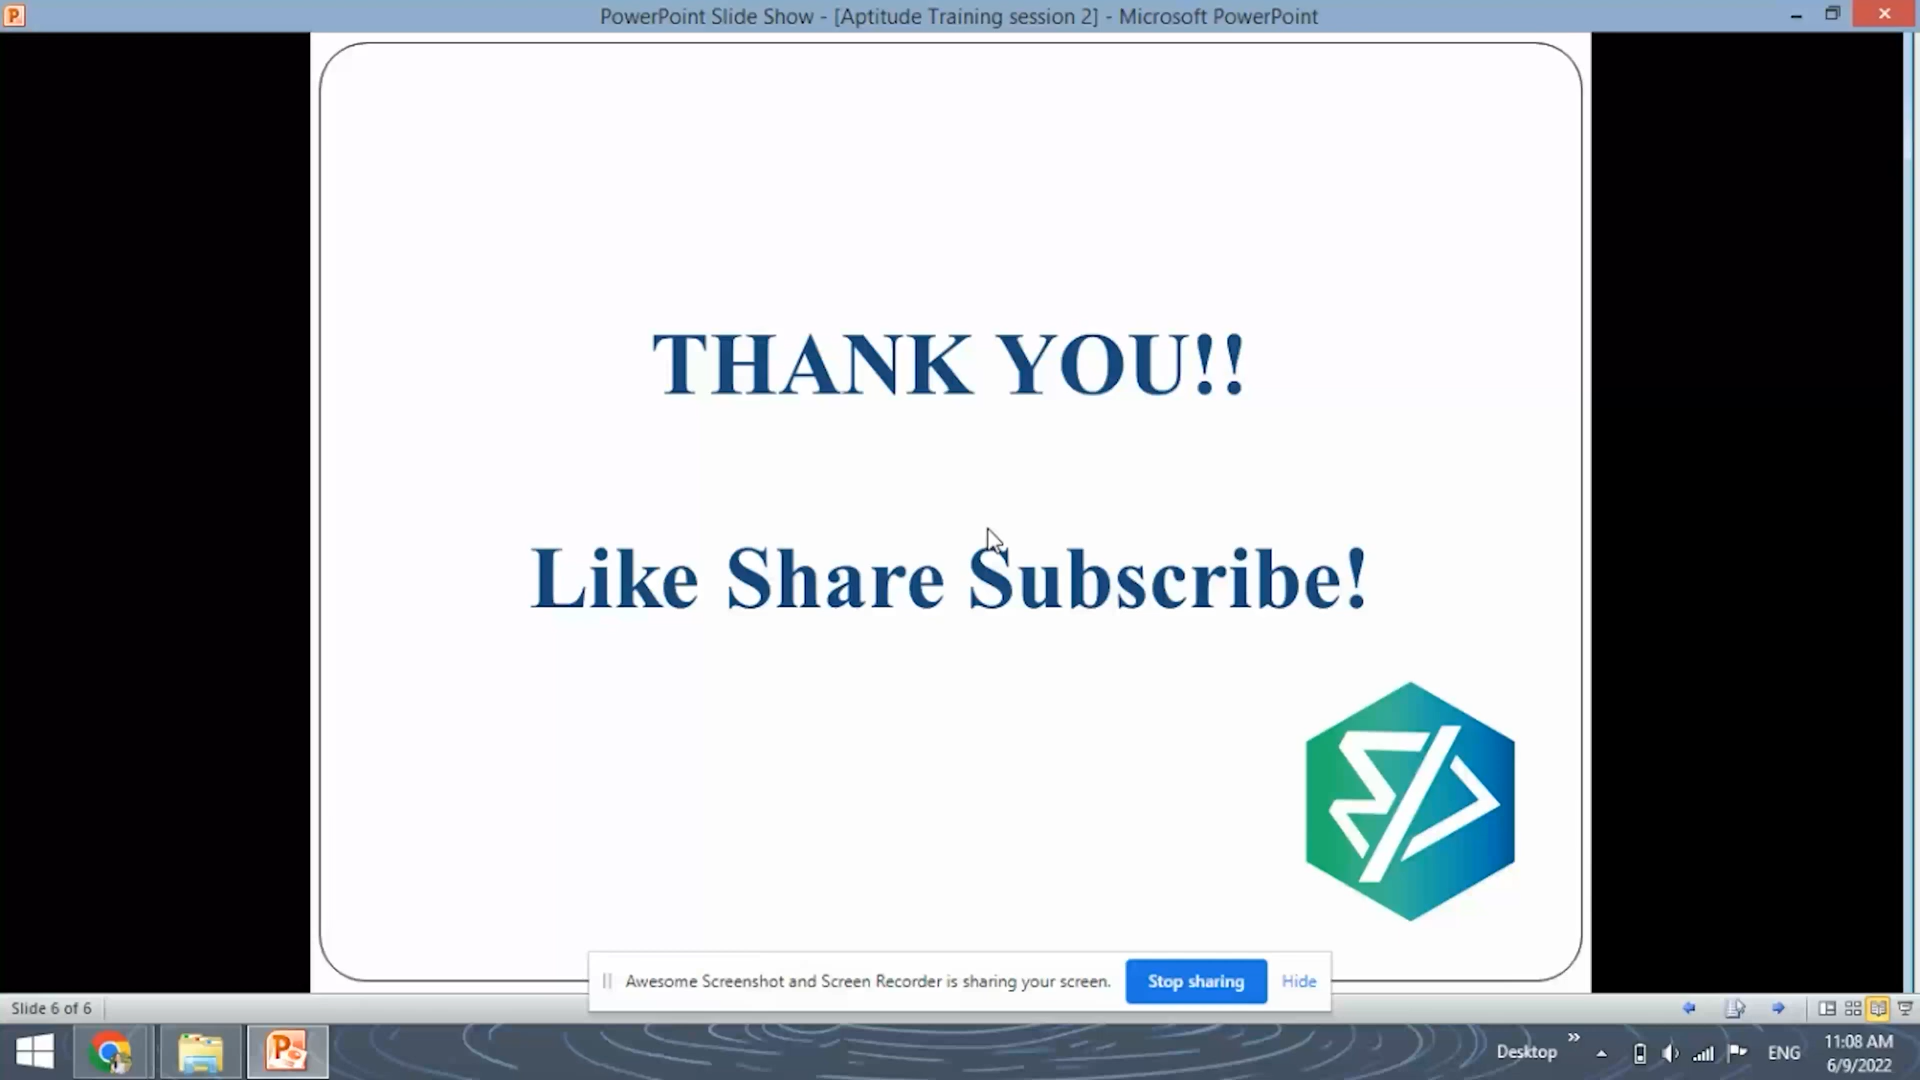 PowerPoint Slide Show - [Aptitude Training session 2] - Microsoft PowerPoint
THANK YOU!!
Like Share Subscribe!
Awesome Screenshot and Screen Recorder is sharing your screen. Stop sharing Hide
Slide 6 of 6
Desktop ENG 11:08 AM
6/9/2022